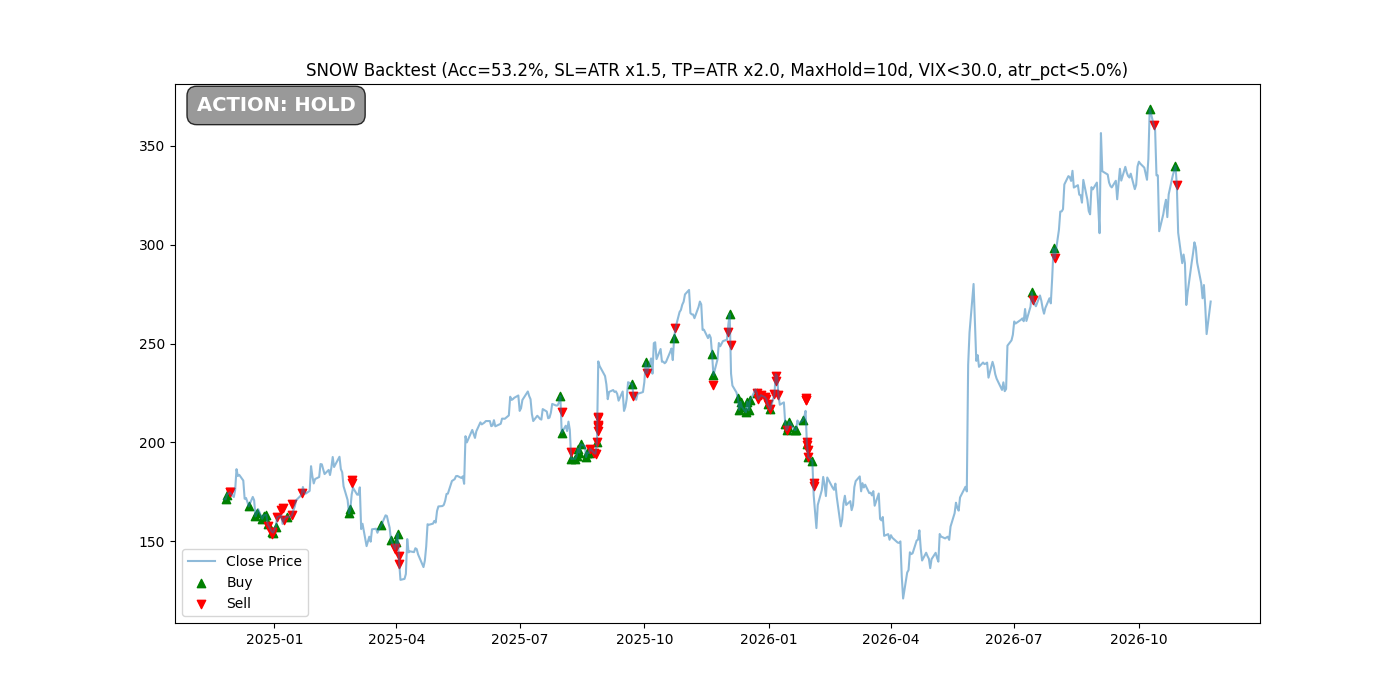 SNOW Backtest (Acc=53.2%, SL=ATR x1.5, TP=ATR x2.0, MaxHold=10d, VIX<30.0, atr_pct<5.0%)
ACTION: HOLD
350
300
250
200
150
Close Price
Buy
Sell
2025-01 2025-04 2025-07 2025-10 2026-01 2026-04 2026-07 2026-10